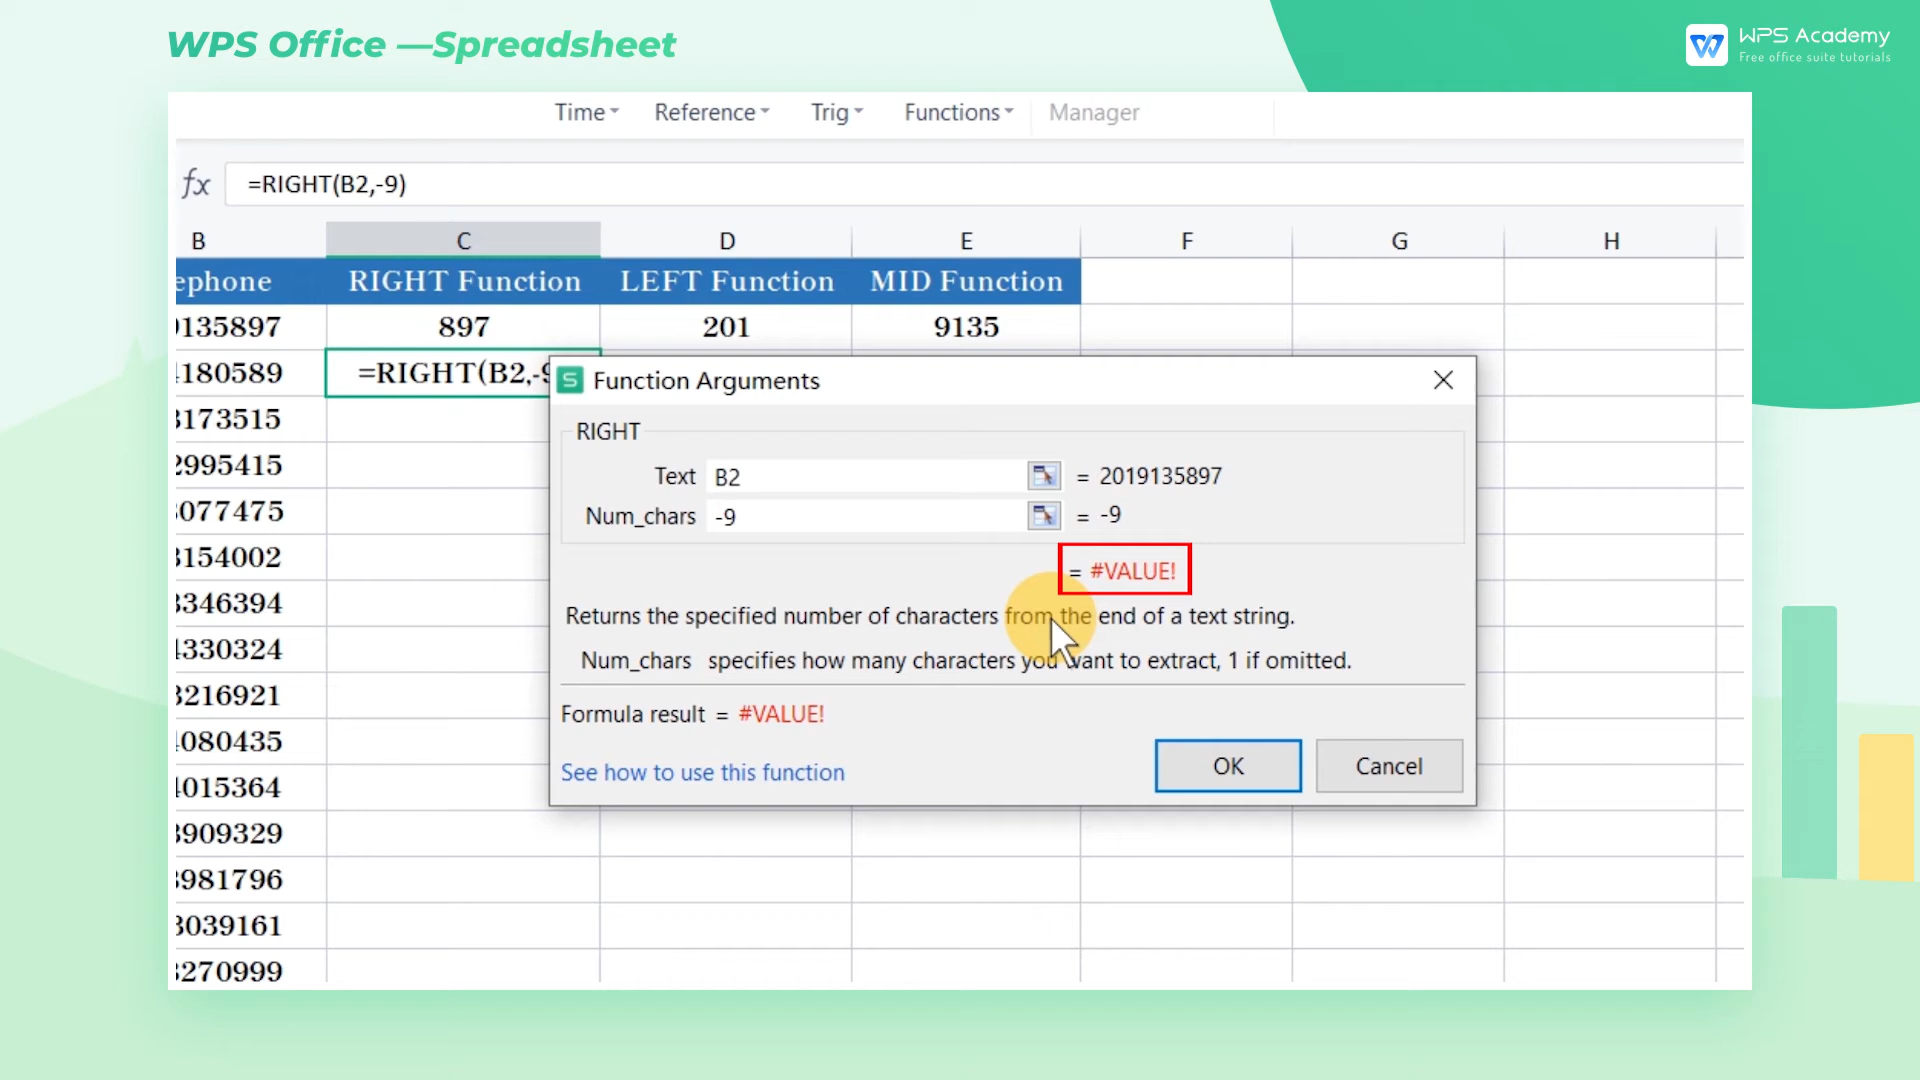 WPS Office —Spreadsheet
WPS Academy
Free office suite tutorials
Time Reference Trig Functions Manager
fx =RIGHT(B2,-9)
B C D E F G H
ephone RIGHT Function LEFT Function MID Function
135897 897 201 9135
180589 =RIGHT(B2,-9
173515
2995415
077475
154002
346394
330324
216921
080435
015364
909329
981796
3039161
270999
Function Arguments
RIGHT
Text B2 = 2019135897
Num_chars -9 = -9
= #VALUE!
Returns the specified number of characters from the end of a text string.
Num_chars specifies how many characters you want to extract, 1 if omitted.
Formula result = #VALUE!
See how to use this function
OK Cancel